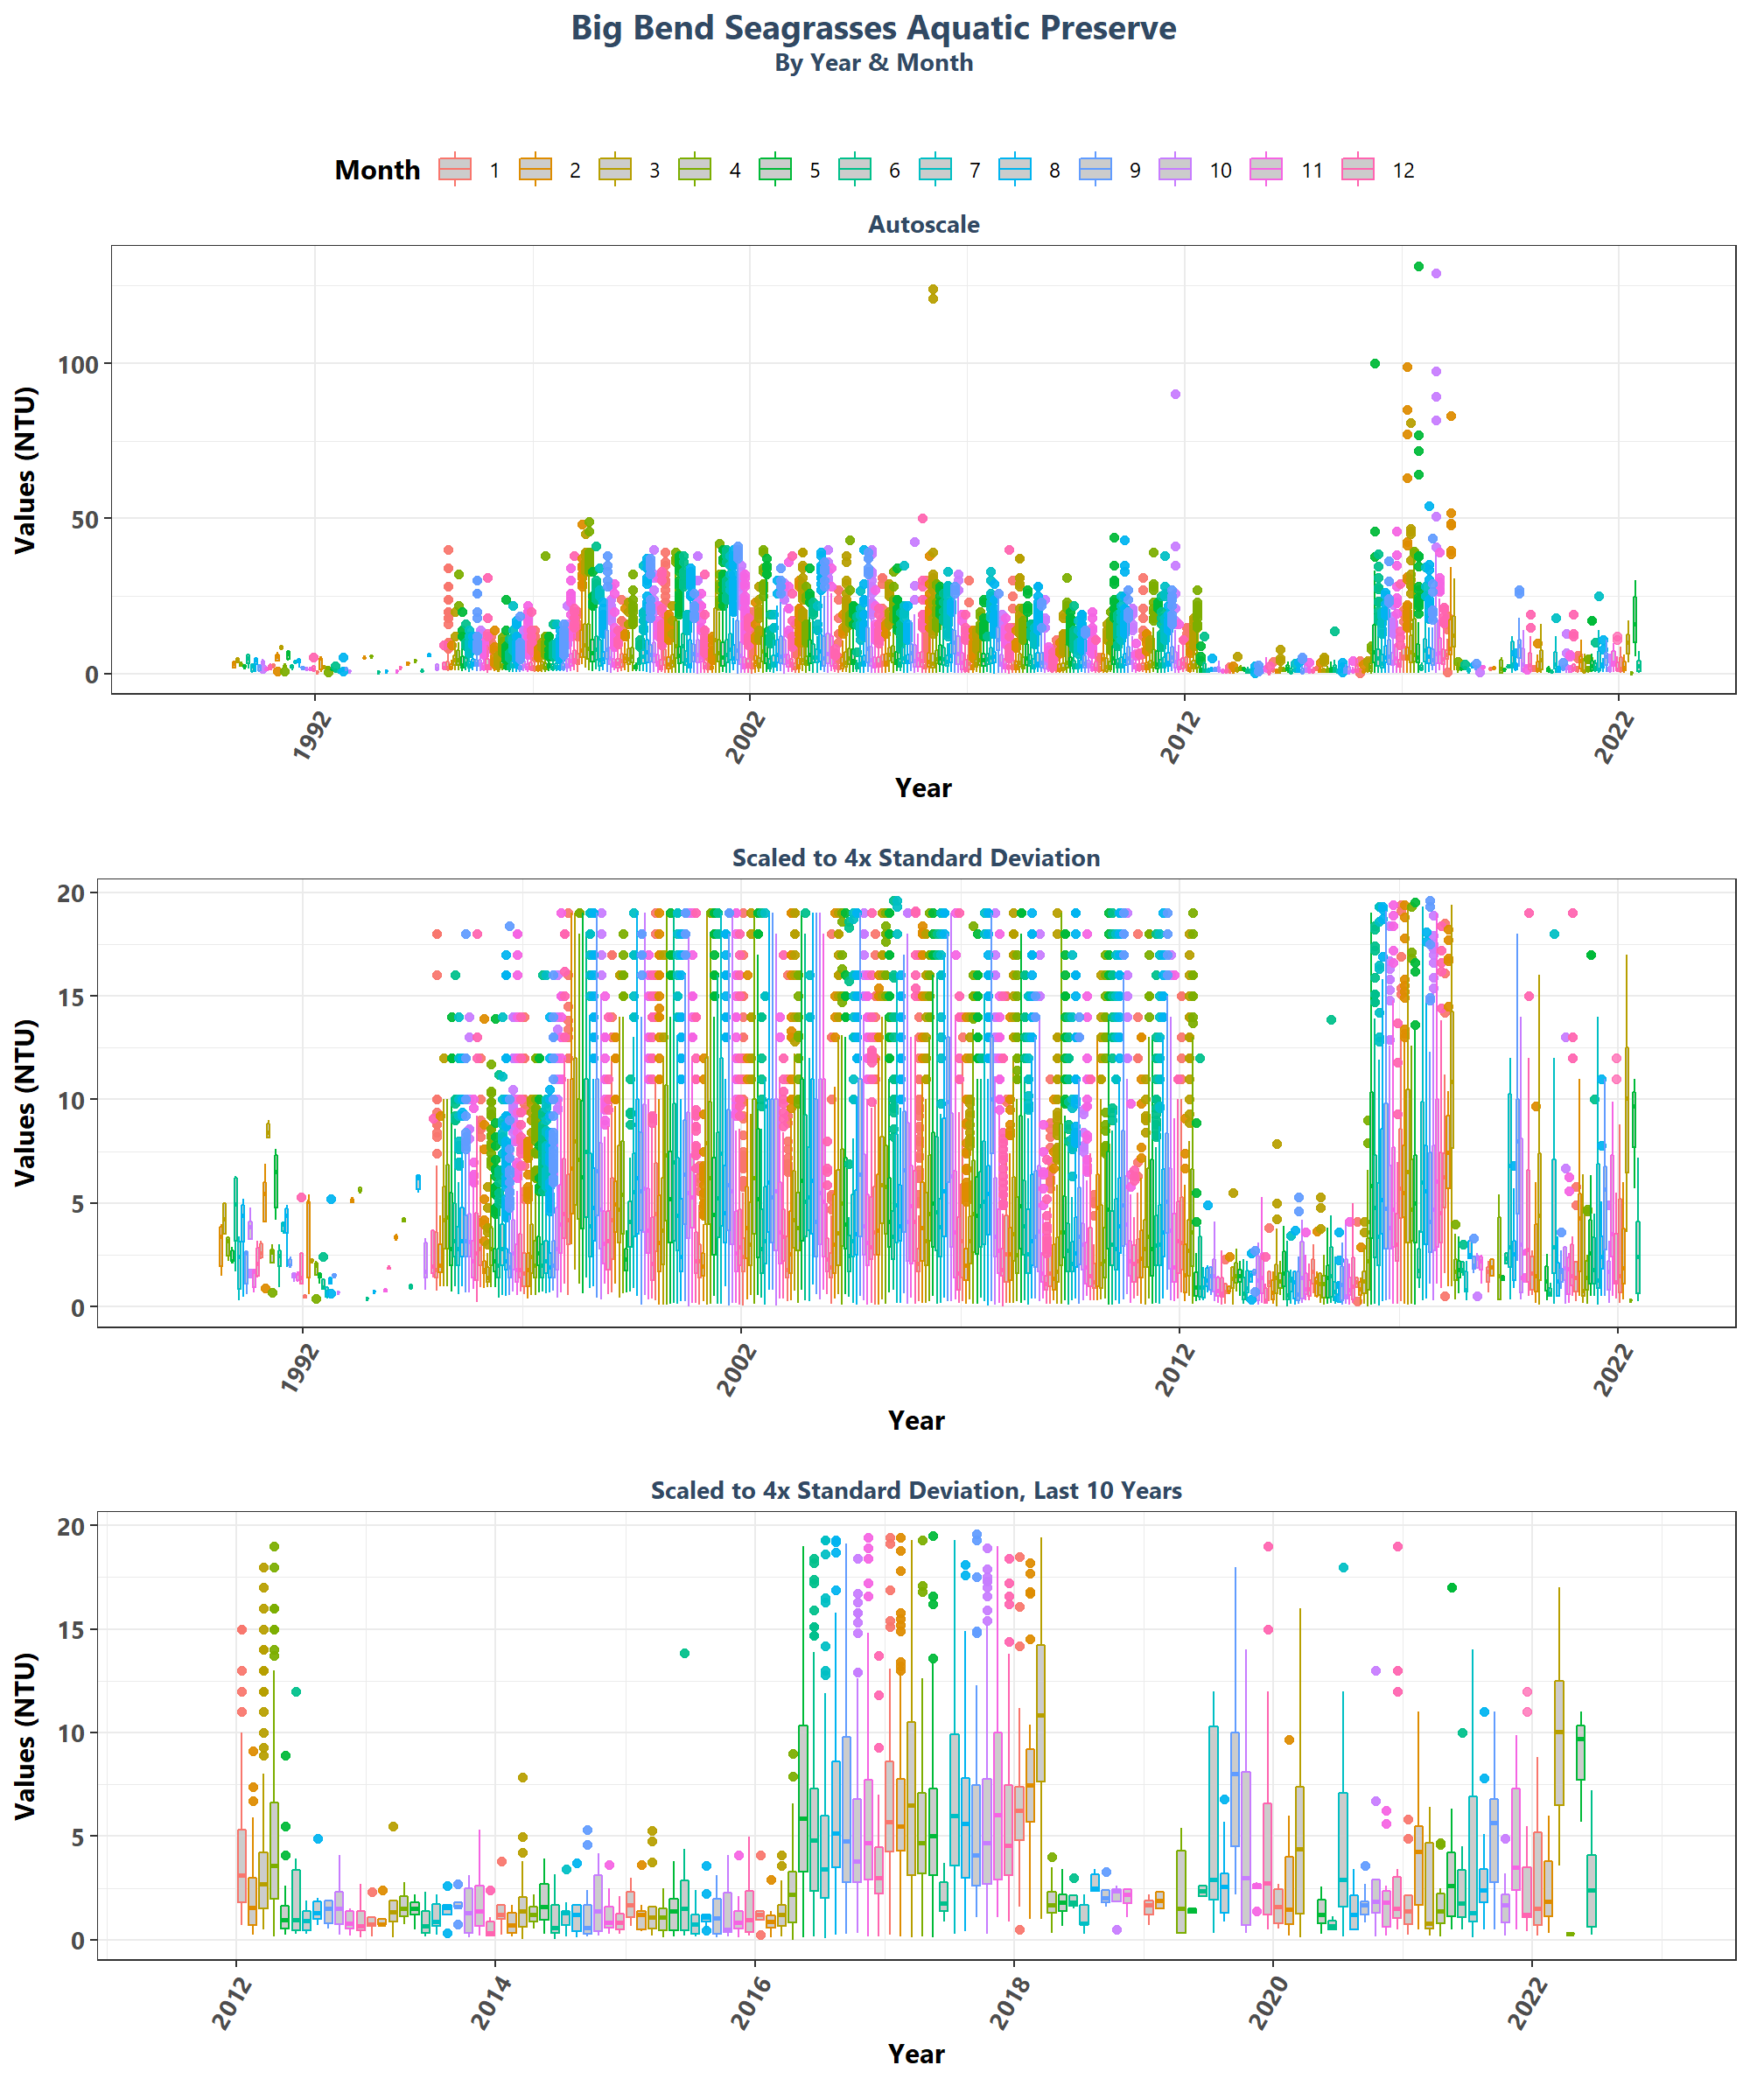 Big Bend Seagrasses Aquatic Preserve
By Year & Month
Month 1 2 3 4 5 6 7 8 9 10 11 12
Autoscale
Values (NTU)
100
50
0
1992 2002 2012 2022
Year
Scaled to 4x Standard Deviation
Values (NTU)
20
15
10
5
0
1992 2002 2012 2022
Year
Scaled to 4x Standard Deviation, Last 10 Years
Values (NTU)
20
15
10
5
0
2012 2014 2016 2018 2020 2022
Year